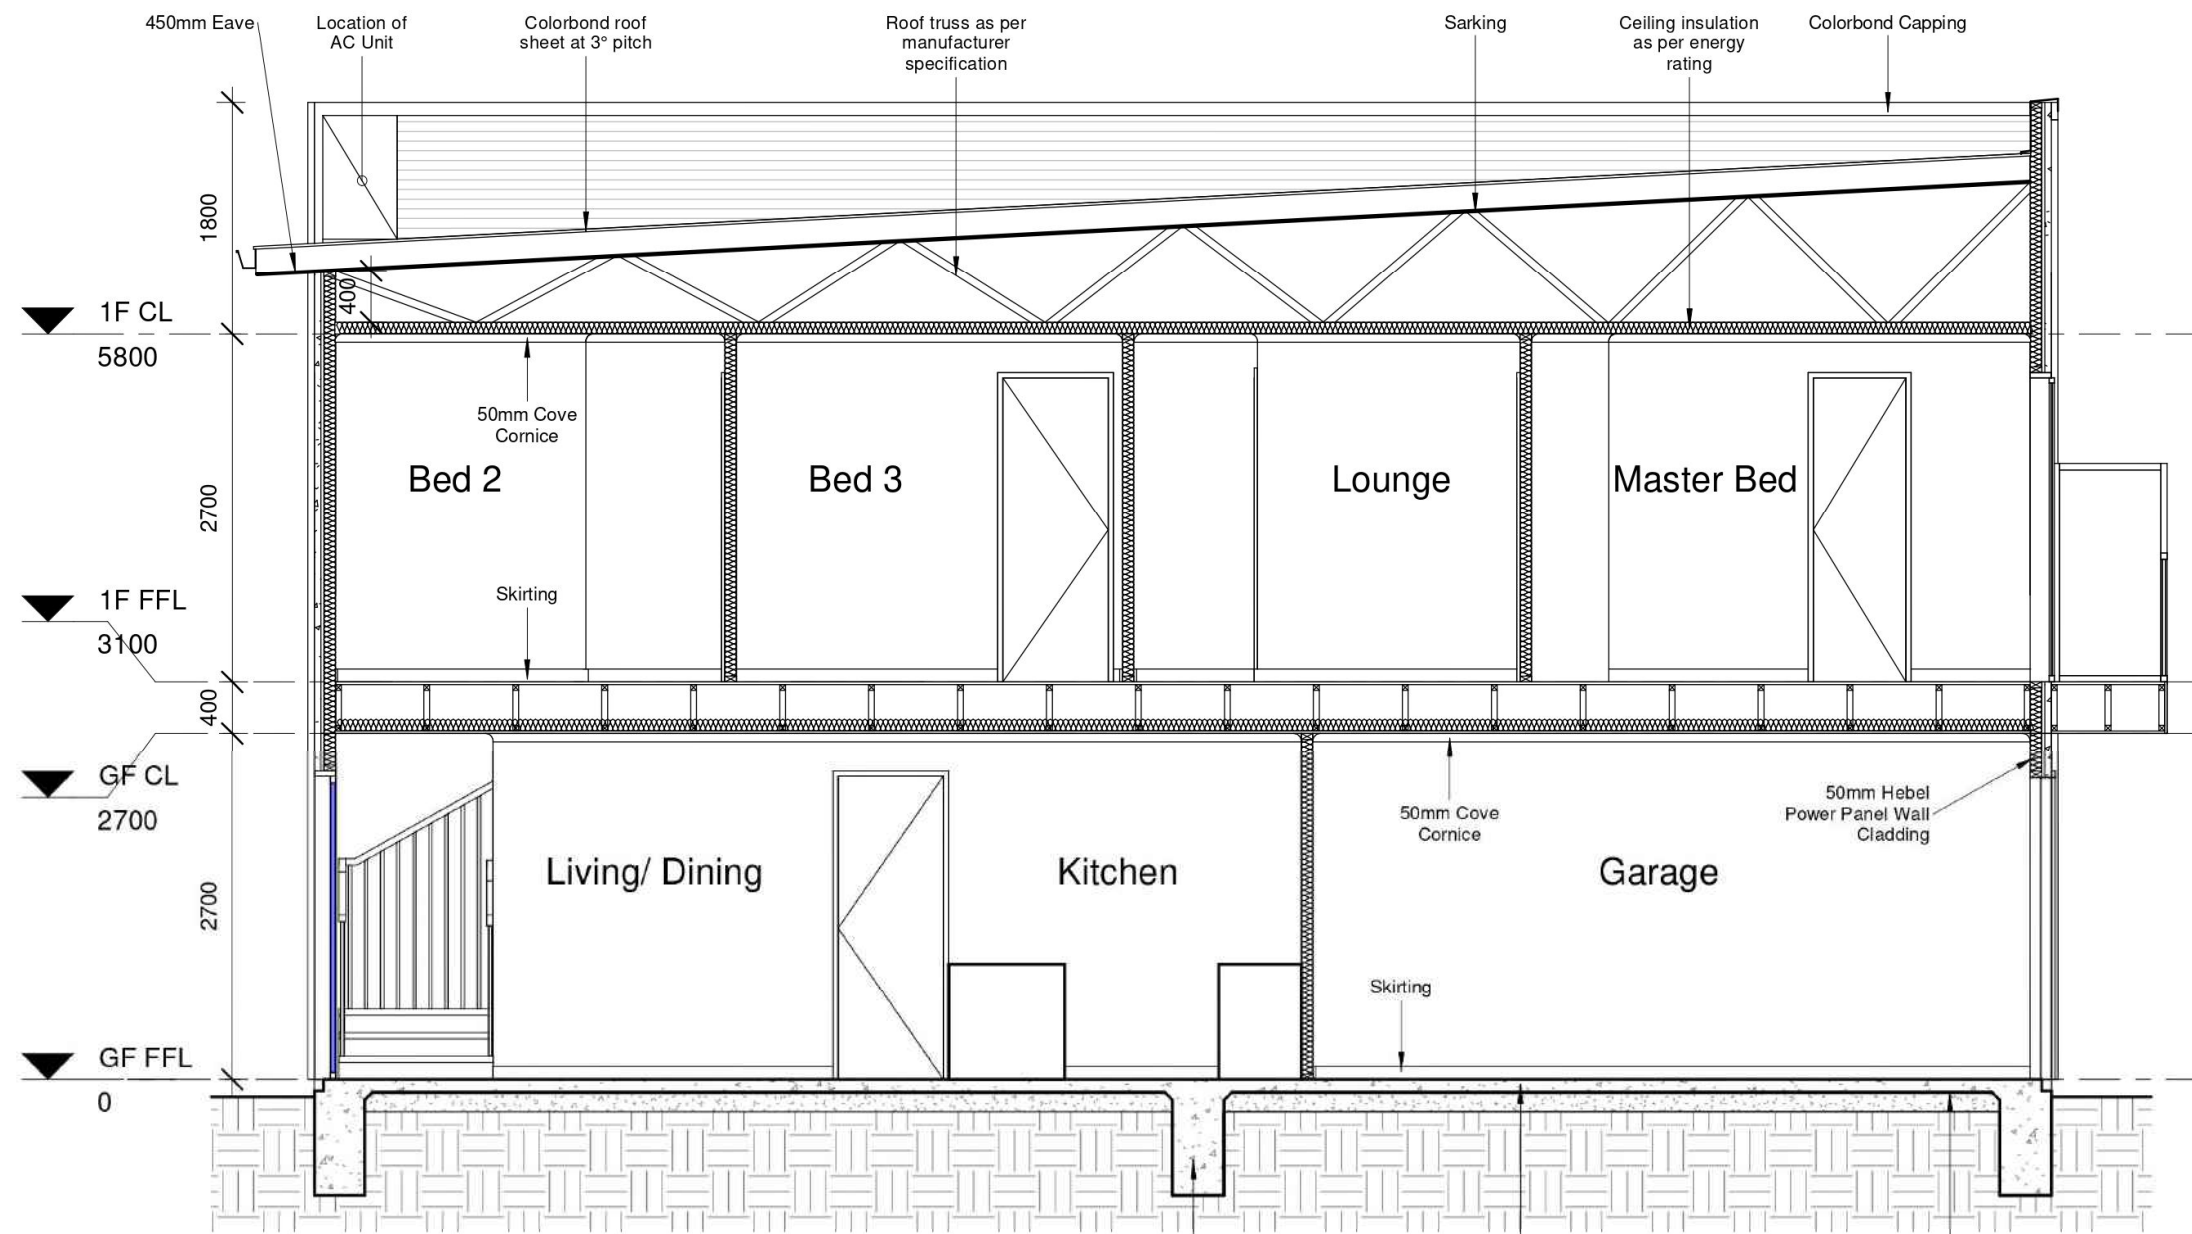 450mm Eave
Location of
AC Unit
Colorbond roof
sheet at 3° pitch
Roof truss as per
manufacturer
specification
Sarking
Ceiling insulation
as per energy
rating
Colorbond Capping
1800
400
1F CL
5800
50mm Cove
Cornice
Bed 2
Bed 3
Lounge
Master Bed
2700
Skirting
1F FFL
3100
400
GF CL
2700
50mm Cove
Cornice
50mm Hebel
Power Panel Wall
Cladding
Living/ Dining
Kitchen
Garage
2700
Skirting
GF FFL
0